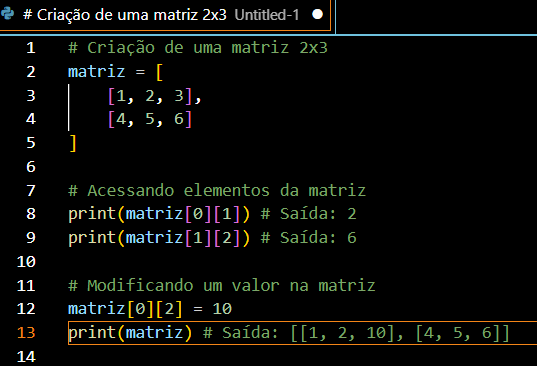 # Criação de uma matriz 2x3 Untitled-1 ●
1 # Criação de uma matriz 2x3
2 matriz = [
3     [1, 2, 3],
4     [4, 5, 6]
5 ]
6
7 # Acessando elementos da matriz
8 print(matriz[0][1]) # Saída: 2
9 print(matriz[1][2]) # Saída: 6
10
11 # Modificando um valor na matriz
12 matriz[0][2] = 10
13 print(matriz) # Saída: [[1, 2, 10], [4, 5, 6]]
14